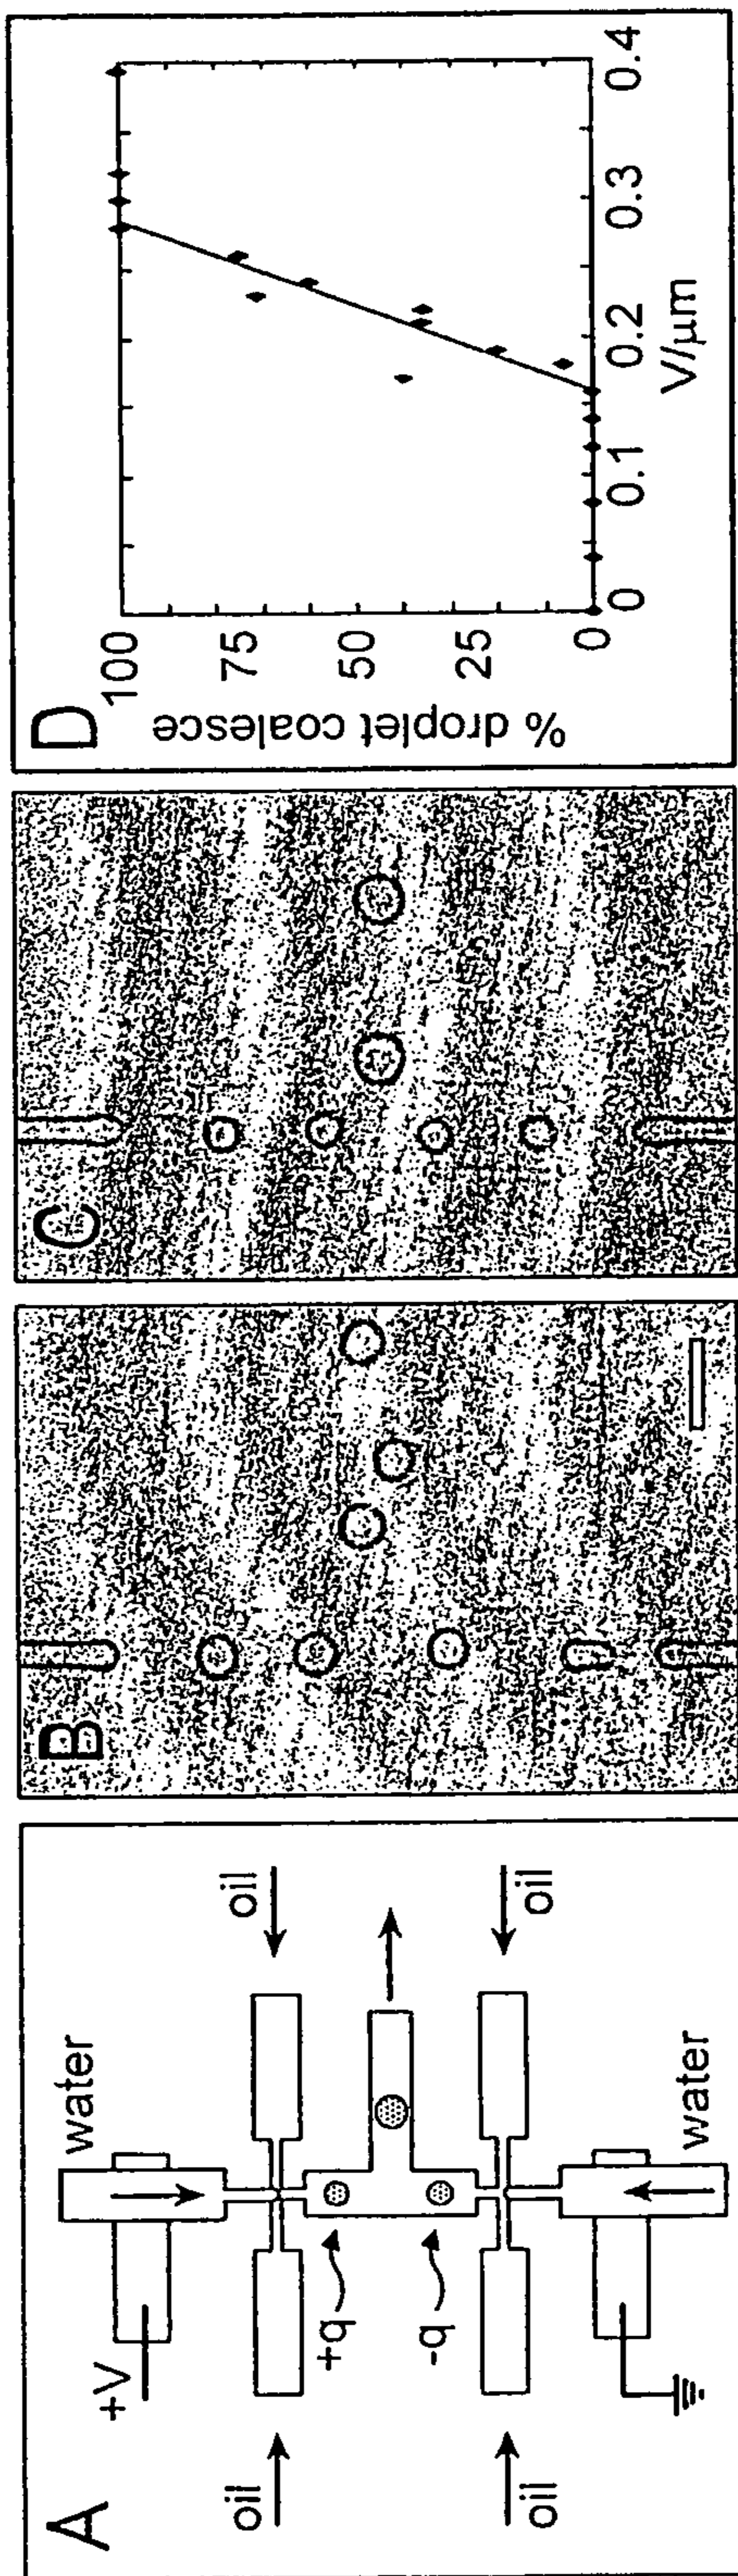 A
water
+V
oil
oil
+q
-q
oil
oil
water
B
C
D
% droplet coalesce
100
75
50
25
0
0
0.1
0.2
0.3
0.4
V/μm